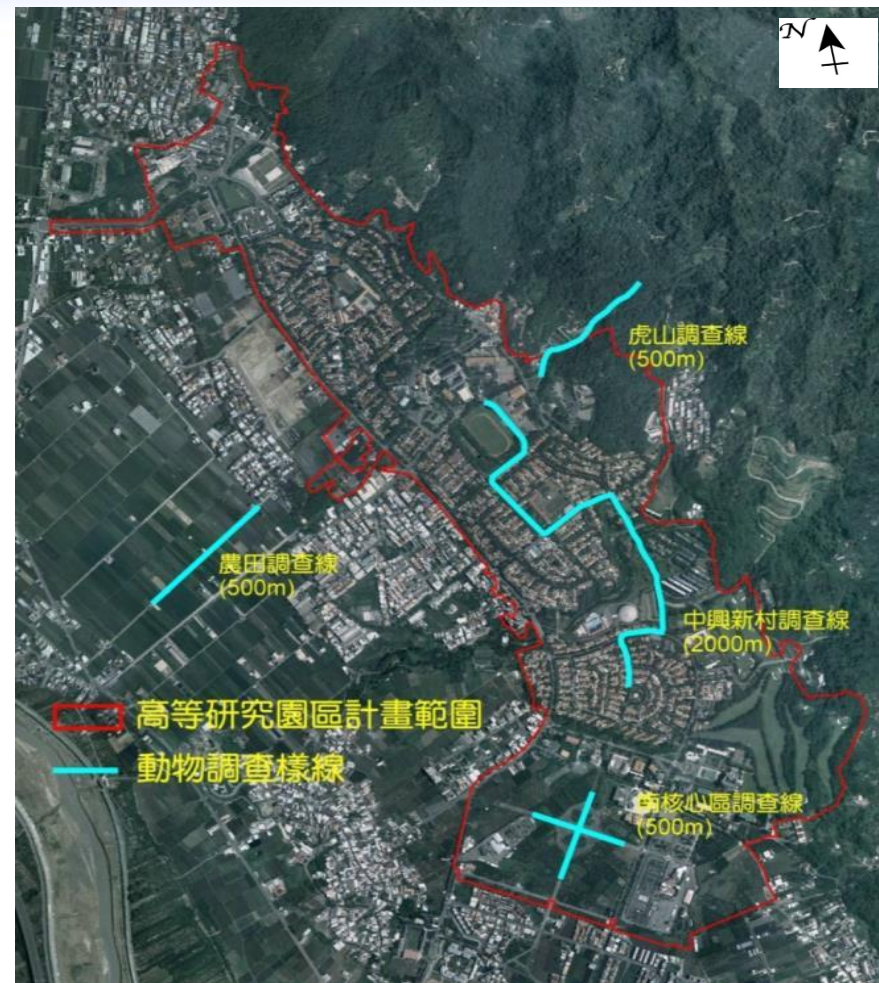 N
虎山調查線
(500m)
農田調查線
(500m)
中興新村調查線
(2000m)
高等研究園區計畫範圍
動物調查樣線
南核心區調查線
(500m)